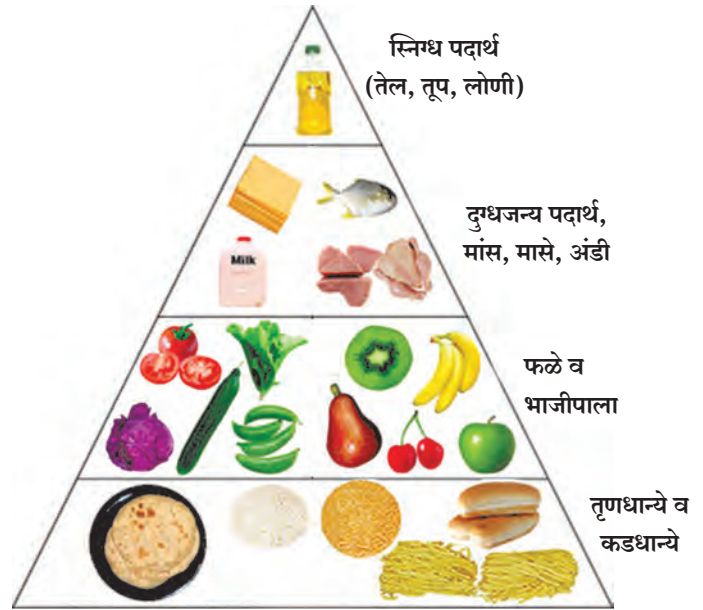 स्निग्ध पदार्थ
(तेल, तूप, लोणी)
दुग्धजन्य पदार्थ,
मांस, मासे, अंडी
Milk
फळे व
भाजीपाला
तृणधान्ये व
कडधान्ये